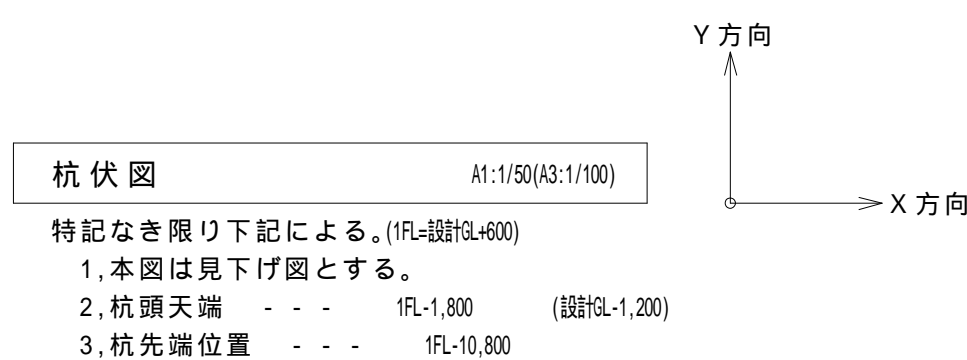 Y方向
杭伏図 A1:1/50(A3:1/100)
X方向
特記なき限り下記による。(1FL=設計GL+600)
1,本図は見下げ図とする。
2,杭頭天端 - - - 1FL-1,800 (設計GL-1,200)
3,杭先端位置 - - - 1FL-10,800